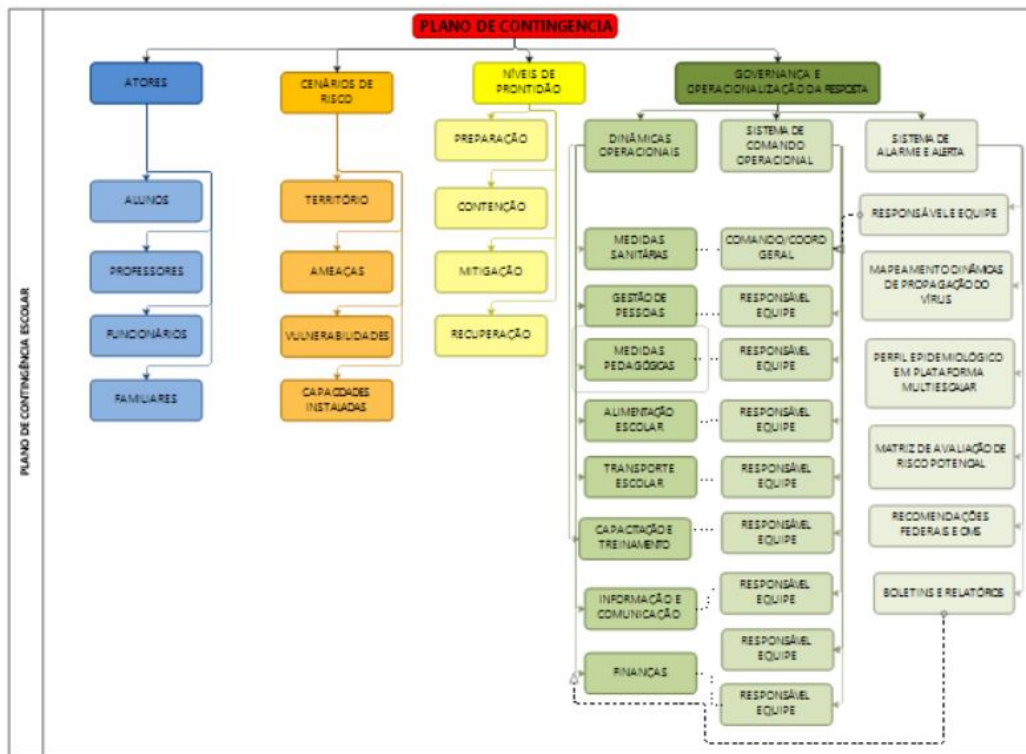 PLANO DE CONTINGENCIA
ATORES
CENÁRIOS DE
RISCO
NÍVEIS DE
PRONTIDÃO
GOVERNANÇA E
OPERACIONALIZAÇÃO DA RESPOSTA
PREPARAÇÃO
DINÂMICAS
OPERACIONAIS
SISTEMA DE
COMANDO
OPERACIONAL
SISTEMA DE
ALARME E ALERTA
ALUNOS
TERRITÓRIO
CONTENÇÃO
RESPONSÁVEL E EQUIPE
PROFESSORES
AMEAÇAS
MITIGAÇÃO
MEDIDAS
SANITÁRIAS
COMANDO/COORD
GERAL
MAPEAMENTO DINÂMICAS
DE PROPAGAÇÃO DO
VÍRUS
FUNCIONÁRIOS
VULNERABILIDADES
RECUPERAÇÃO
GESTÃO DE
PESSOAS
RESPONSÁVEL
EQUIPE
MEDIDAS
PEDAGÓGICAS
RESPONSÁVEL
EQUIPE
PERFIL EPIDEMIOLÓGICO
EM PLATAFORMA
MULTIESCALAR
FAMILIARES
CAPACIDADES
INSTALADAS
ALIMENTAÇÃO
ESCOLAR
RESPONSÁVEL
EQUIPE
MATRIZ DE AVALIAÇÃO DE
RISCO POTENCIAL
TRANSPORTE
ESCOLAR
RESPONSÁVEL
EQUIPE
CAPACITAÇÃO E
TREINAMENTO
RESPONSÁVEL
EQUIPE
RECOMENDAÇÕES
FEDERAIS E OMS
INFORMAÇÃO E
COMUNICAÇÃO
RESPONSÁVEL
EQUIPE
BOLETINS E RELATÓRIOS
RESPONSÁVEL
EQUIPE
FINANÇAS
RESPONSÁVEL
EQUIPE
PLANO DE CONTINGÊNCIA ESCOLAR